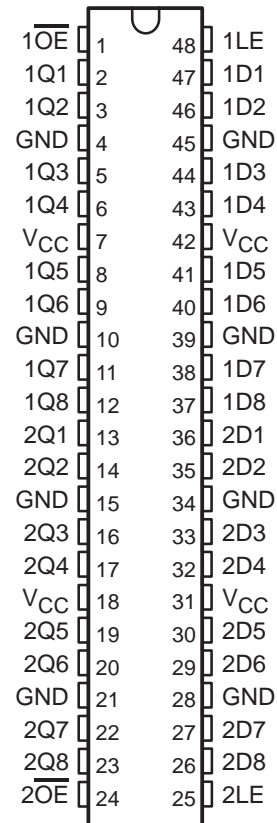 1O̅E̅ 1 48 1LE
1Q1 2 47 1D1
1Q2 3 46 1D2
GND 4 45 GND
1Q3 5 44 1D3
1Q4 6 43 1D4
VCC 7 42 VCC
1Q5 8 41 1D5
1Q6 9 40 1D6
GND 10 39 GND
1Q7 11 38 1D7
1Q8 12 37 1D8
2Q1 13 36 2D1
2Q2 14 35 2D2
GND 15 34 GND
2Q3 16 33 2D3
2Q4 17 32 2D4
VCC 18 31 VCC
2Q5 19 30 2D5
2Q6 20 29 2D6
GND 21 28 GND
2Q7 22 27 2D7
2Q8 23 26 2D8
2O̅E̅ 24 25 2LE